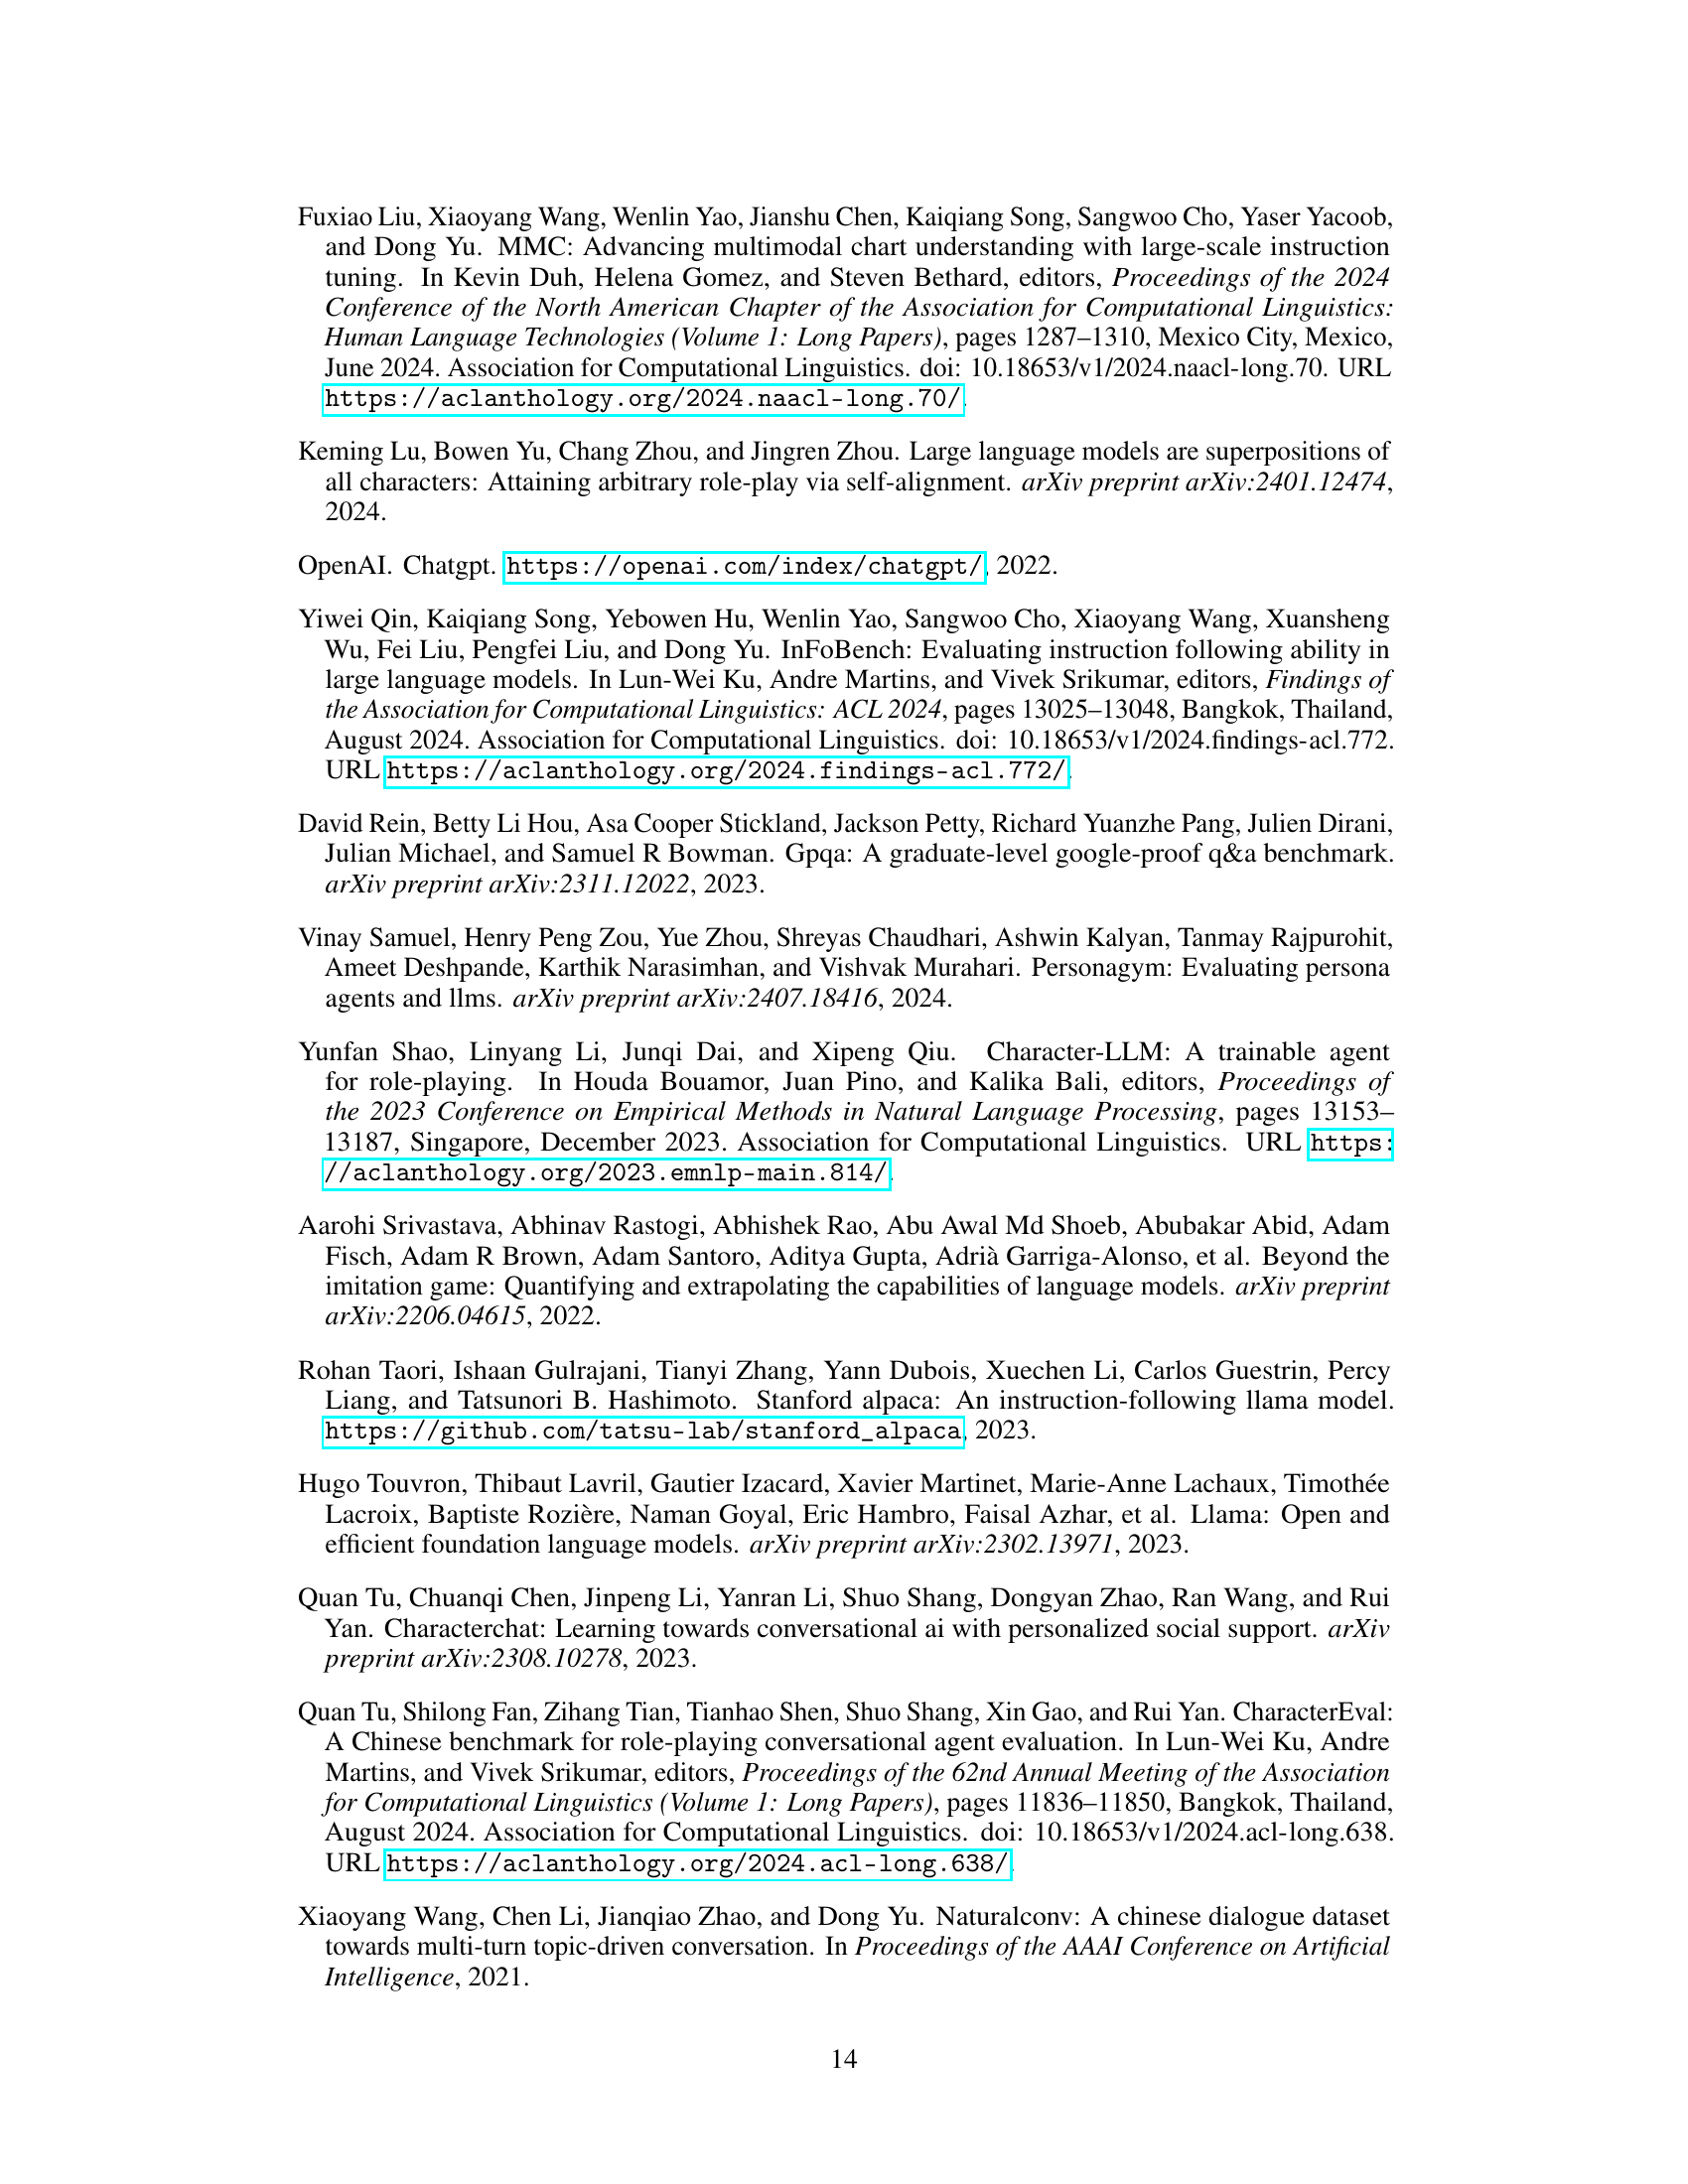 Fuxiao Liu, Xiaoyang Wang, Wenlin Yao, Jianshu Chen, Kaiqiang Song, Sangwoo Cho, Yaser Yacoob,
and Dong Yu. MMC: Advancing multimodal chart understanding with large-scale instruction
tuning. In Kevin Duh, Helena Gomez, and Steven Bethard, editors, Proceedings of the 2024
Conference of the North American Chapter of the Association for Computational Linguistics:
Human Language Technologies (Volume 1: Long Papers), pages 1287–1310, Mexico City, Mexico,
June 2024. Association for Computational Linguistics. doi: 10.18653/v1/2024.naacl-long.70. URL
https://aclanthology.org/2024.naacl-long.70/.
Keming Lu, Bowen Yu, Chang Zhou, and Jingren Zhou. Large language models are superpositions of
all characters: Attaining arbitrary role-play via self-alignment. arXiv preprint arXiv:2401.12474,
2024.
OpenAI. Chatgpt. https://openai.com/index/chatgpt/, 2022.
Yiwei Qin, Kaiqiang Song, Yebowen Hu, Wenlin Yao, Sangwoo Cho, Xiaoyang Wang, Xuansheng
Wu, Fei Liu, Pengfei Liu, and Dong Yu. InFoBench: Evaluating instruction following ability in
large language models. In Lun-Wei Ku, Andre Martins, and Vivek Srikumar, editors, Findings of
the Association for Computational Linguistics: ACL 2024, pages 13025–13048, Bangkok, Thailand,
August 2024. Association for Computational Linguistics. doi: 10.18653/v1/2024.findings-acl.772.
URL https://aclanthology.org/2024.findings-acl.772/.
David Rein, Betty Li Hou, Asa Cooper Stickland, Jackson Petty, Richard Yuanzhe Pang, Julien Dirani,
Julian Michael, and Samuel R Bowman. Gpqa: A graduate-level google-proof q&a benchmark.
arXiv preprint arXiv:2311.12022, 2023.
Vinay Samuel, Henry Peng Zou, Yue Zhou, Shreyas Chaudhari, Ashwin Kalyan, Tanmay Rajpurohit,
Ameet Deshpande, Karthik Narasimhan, and Vishvak Murahari. Personagym: Evaluating persona
agents and llms. arXiv preprint arXiv:2407.18416, 2024.
Yunfan Shao, Linyang Li, Junqi Dai, and Xipeng Qiu. Character-LLM: A trainable agent
for role-playing. In Houda Bouamor, Juan Pino, and Kalika Bali, editors, Proceedings of
the 2023 Conference on Empirical Methods in Natural Language Processing, pages 13153–
13187, Singapore, December 2023. Association for Computational Linguistics. URL https:
//aclanthology.org/2023.emnlp-main.814/.
Aarohi Srivastava, Abhinav Rastogi, Abhishek Rao, Abu Awal Md Shoeb, Abubakar Abid, Adam
Fisch, Adam R Brown, Adam Santoro, Aditya Gupta, Adrià Garriga-Alonso, et al. Beyond the
imitation game: Quantifying and extrapolating the capabilities of language models. arXiv preprint
arXiv:2206.04615, 2022.
Rohan Taori, Ishaan Gulrajani, Tianyi Zhang, Yann Dubois, Xuechen Li, Carlos Guestrin, Percy
Liang, and Tatsunori B. Hashimoto. Stanford alpaca: An instruction-following llama model.
https://github.com/tatsu-lab/stanford_alpaca, 2023.
Hugo Touvron, Thibaut Lavril, Gautier Izacard, Xavier Martinet, Marie-Anne Lachaux, Timothée
Lacroix, Baptiste Rozière, Naman Goyal, Eric Hambro, Faisal Azhar, et al. Llama: Open and
efficient foundation language models. arXiv preprint arXiv:2302.13971, 2023.
Quan Tu, Chuanqi Chen, Jinpeng Li, Yanran Li, Shuo Shang, Dongyan Zhao, Ran Wang, and Rui
Yan. Characterchat: Learning towards conversational ai with personalized social support. arXiv
preprint arXiv:2308.10278, 2023.
Quan Tu, Shilong Fan, Zihang Tian, Tianhao Shen, Shuo Shang, Xin Gao, and Rui Yan. CharacterEval:
A Chinese benchmark for role-playing conversational agent evaluation. In Lun-Wei Ku, Andre
Martins, and Vivek Srikumar, editors, Proceedings of the 62nd Annual Meeting of the Association
for Computational Linguistics (Volume 1: Long Papers), pages 11836–11850, Bangkok, Thailand,
August 2024. Association for Computational Linguistics. doi: 10.18653/v1/2024.acl-long.638.
URL https://aclanthology.org/2024.acl-long.638/.
Xiaoyang Wang, Chen Li, Jianqiao Zhao, and Dong Yu. Naturalconv: A chinese dialogue dataset
towards multi-turn topic-driven conversation. In Proceedings of the AAAI Conference on Artificial
Intelligence, 2021.
14